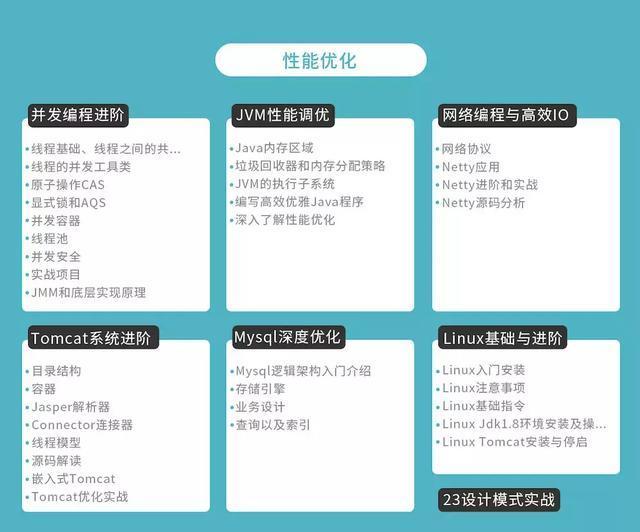 性能优化
并发编程进阶
线程基础、线程之间的共...
线程的并发工具类
原子操作CAS
显式锁和AQS
并发容器
线程池
并发安全
实战项目
JMM和底层实现原理
JVM性能调优
Java内存区域
垃圾回收器和内存分配策略
JVM的执行子系统
编写高效优雅Java程序
深入了解性能优化
网络编程与高效IO
网络协议
Netty应用
Netty进阶和实战
Netty源码分析
Tomcat系统进阶
目录结构
容器
Jasper解析器
Connector连接器
线程模型
源码解读
嵌入式Tomcat
Tomcat优化实战
Mysql深度优化
Mysql逻辑架构入门介绍
存储引擎
业务设计
查询以及索引
Linux基础与进阶
Linux入门安装
Linux注意事项
Linux基础指令
Linux Jdk1.8环境安装及操...
Linux Tomcat安装与停启
23设计模式实战